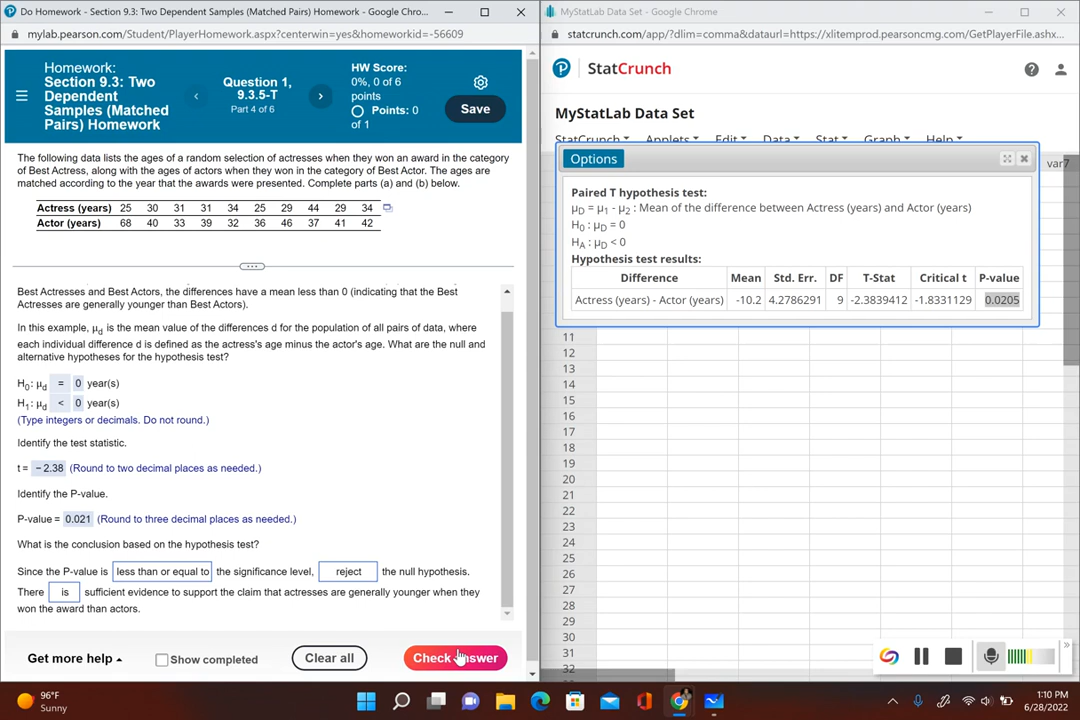 Do Homework - Section 9.3: Two Dependent Samples (Matched Pairs) Homework - Google Chro...
mylab.pearson.com/Student/PlayerHomework.aspx?centerwin=yes&homeworkid=-56609
Homework:
Section 9.3: Two
Dependent
Samples (Matched
Pairs) Homework
Question 1,
9.3.5-T
Part 4 of 6
HW Score:
0%, 0 of 6
points
Points: 0
of 1
Save
The following data lists the ages of a random selection of actresses when they won an award in the category
of Best Actress, along with the ages of actors when they won in the category of Best Actor. The ages are
matched according to the year that the awards were presented. Complete parts (a) and (b) below.
Actress (years) 25 30 31 31 34 25 29 44 29 34
Actor (years) 68 40 33 39 32 36 46 37 41 42
Best Actresses and Best Actors, the differences have a mean less than 0 (indicating that the Best
Actresses are generally younger than Best Actors).
In this example, μd is the mean value of the differences d for the population of all pairs of data, where
each individual difference d is defined as the actress's age minus the actor's age. What are the null and
alternative hypotheses for the hypothesis test?
H0: μd = 0 year(s)
H1: μd < 0 year(s)
(Type integers or decimals. Do not round.)
Identify the test statistic.
t = −2.38 (Round to two decimal places as needed.)
Identify the P-value.
P-value = 0.021 (Round to three decimal places as needed.)
What is the conclusion based on the hypothesis test?
Since the P-value is less than or equal to the significance level, reject the null hypothesis.
There is sufficient evidence to support the claim that actresses are generally younger when they
won the award than actors.
Get more help
Show completed
Clear all
Check answer
MyStatLab Data Set - Google Chrome
statcrunch.com/app/?dlim=comma&dataurl=https://xlitemprod.pearsoncmg.com/GetPlayerFile.ashx...
P
StatCrunch
MyStatLab Data Set
StatCrunch Applets Edit Data Stat Graph Help
var7
Options
Paired T hypothesis test:
μD = μ1 - μ2 : Mean of the difference between Actress (years) and Actor (years)
H0 : μD = 0
HA : μD < 0
Hypothesis test results:
Difference Mean Std. Err. DF T-Stat Critical t P-value
Actress (years) - Actor (years) -10.2 4.2786291 9 -2.3839412 -1.8331129 0.0205
11
12
13
14
15
16
17
18
19
20
21
22
23
24
25
26
27
28
29
30
31
32
96°F
Sunny
1:10 PM
6/28/2022